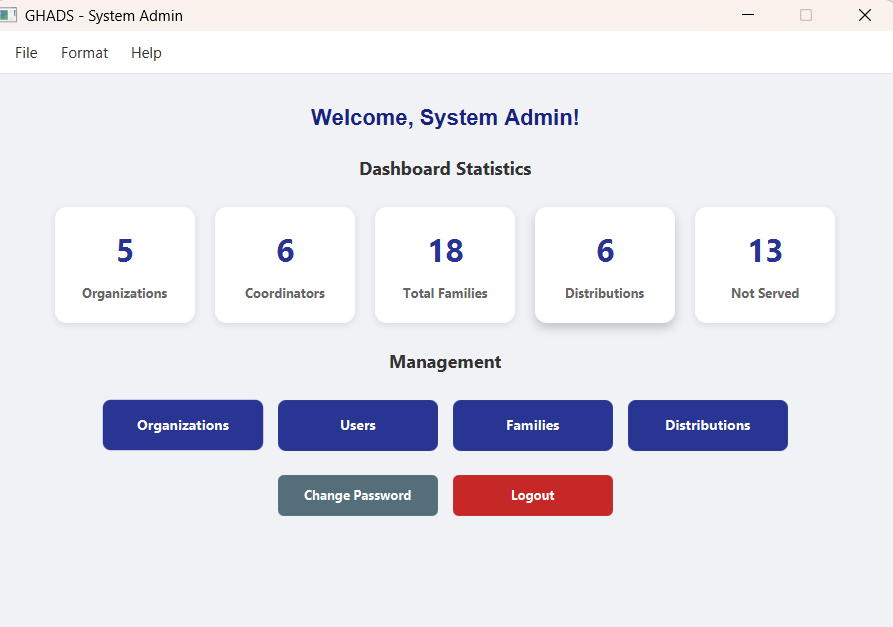 GHADS - System Admin
File Format Help
Welcome, System Admin!
Dashboard Statistics
5 6 18 6 13
Organizations Coordinators Total Families Distributions Not Served
Management
Organizations Users Families Distributions
Change Password Logout